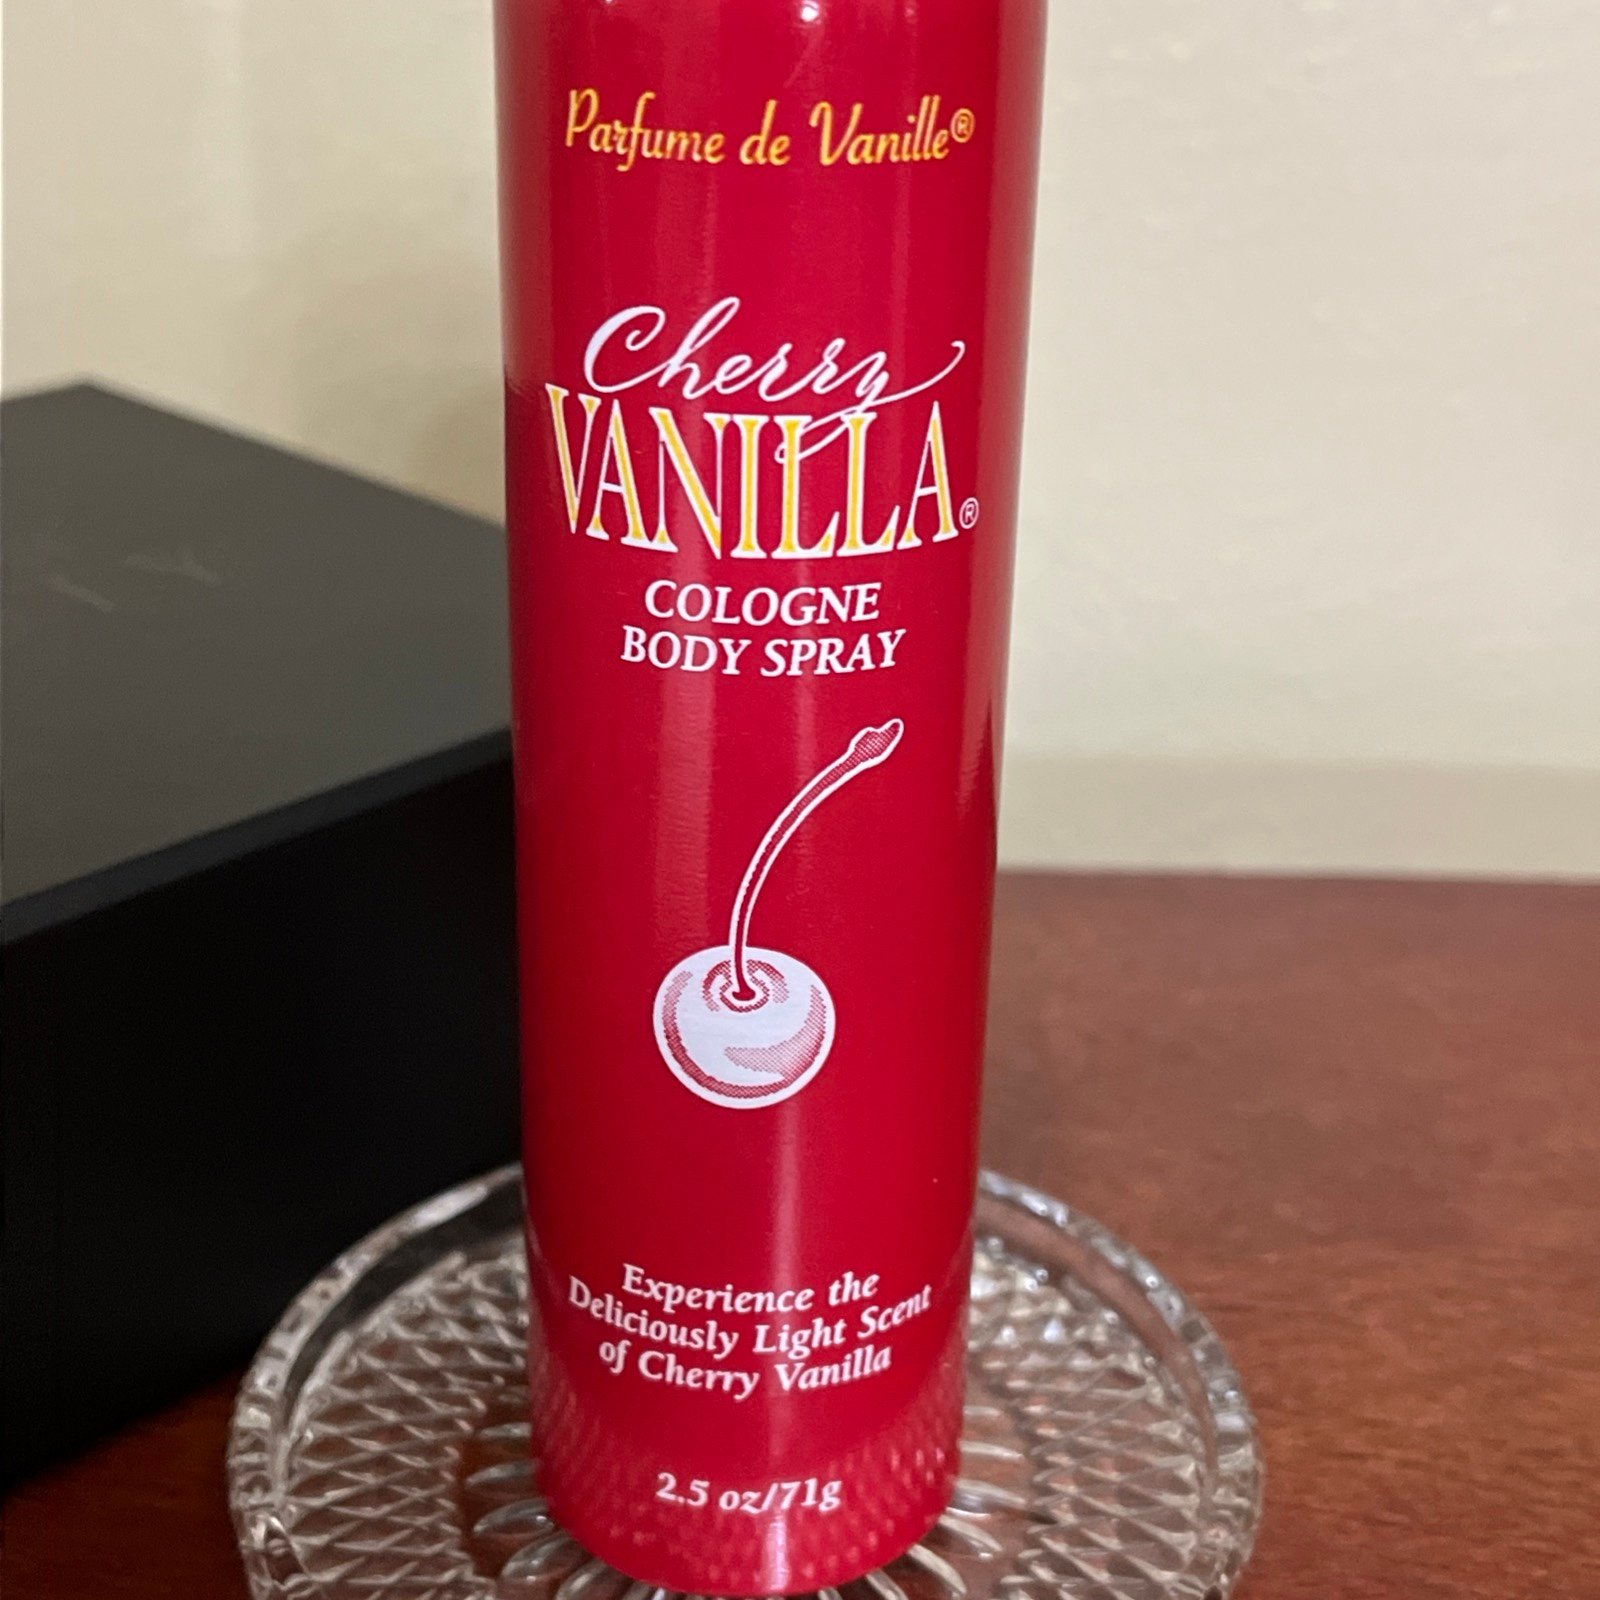 Parfume de Vanille®
Cherry
VANILLA®
COLOGNE
BODY SPRAY
Experience the
Deliciously Light Scent
of Cherry Vanilla
2.5 oz/71g